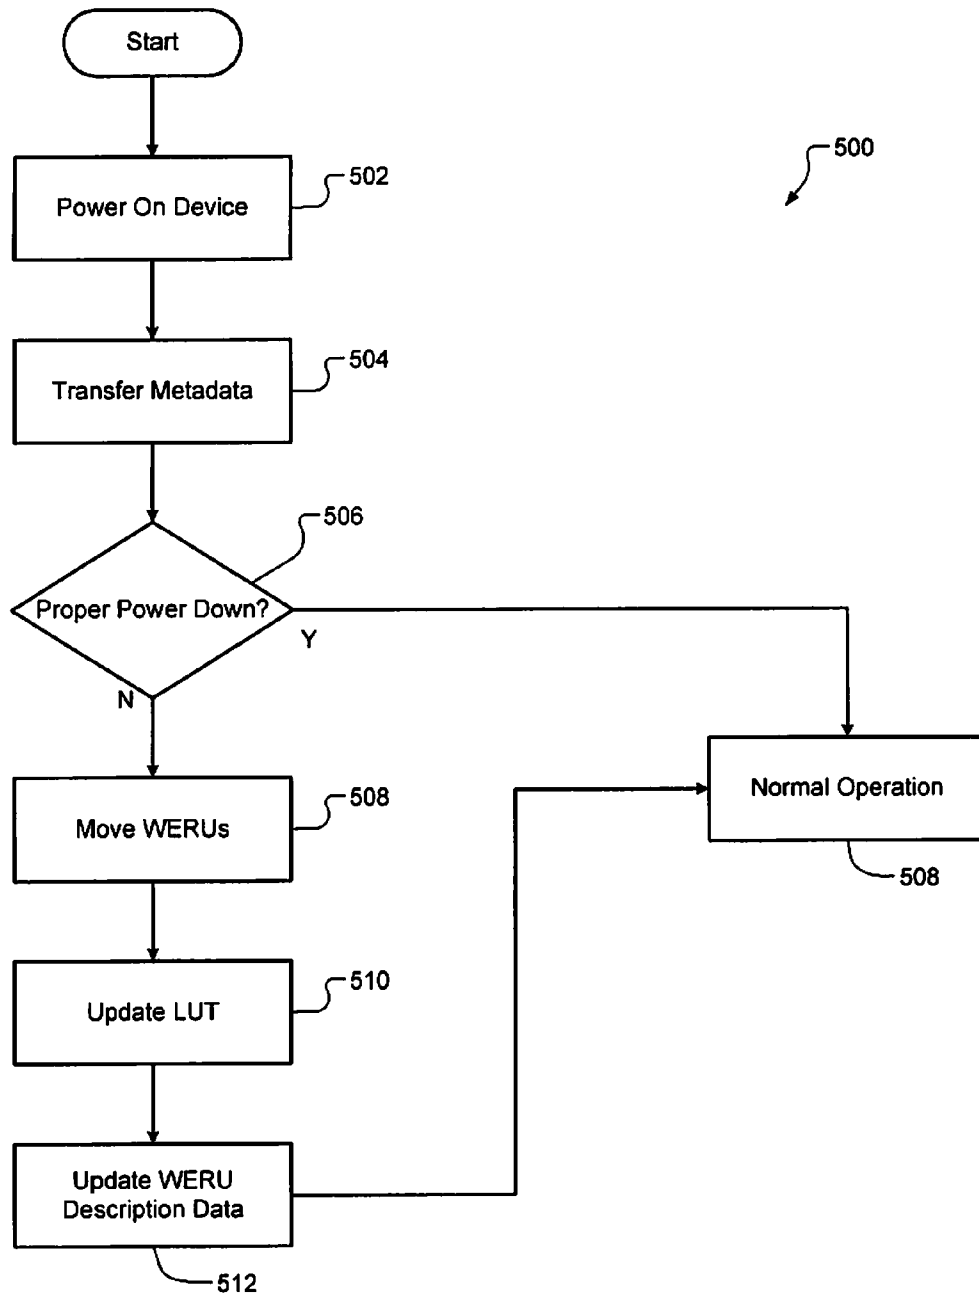 Start
500
Power On Device
502
Transfer Metadata
504
Proper Power Down?
506
Y
N
Move WERUs
508
Normal Operation
508
Update LUT
510
Update WERU
Description Data
512